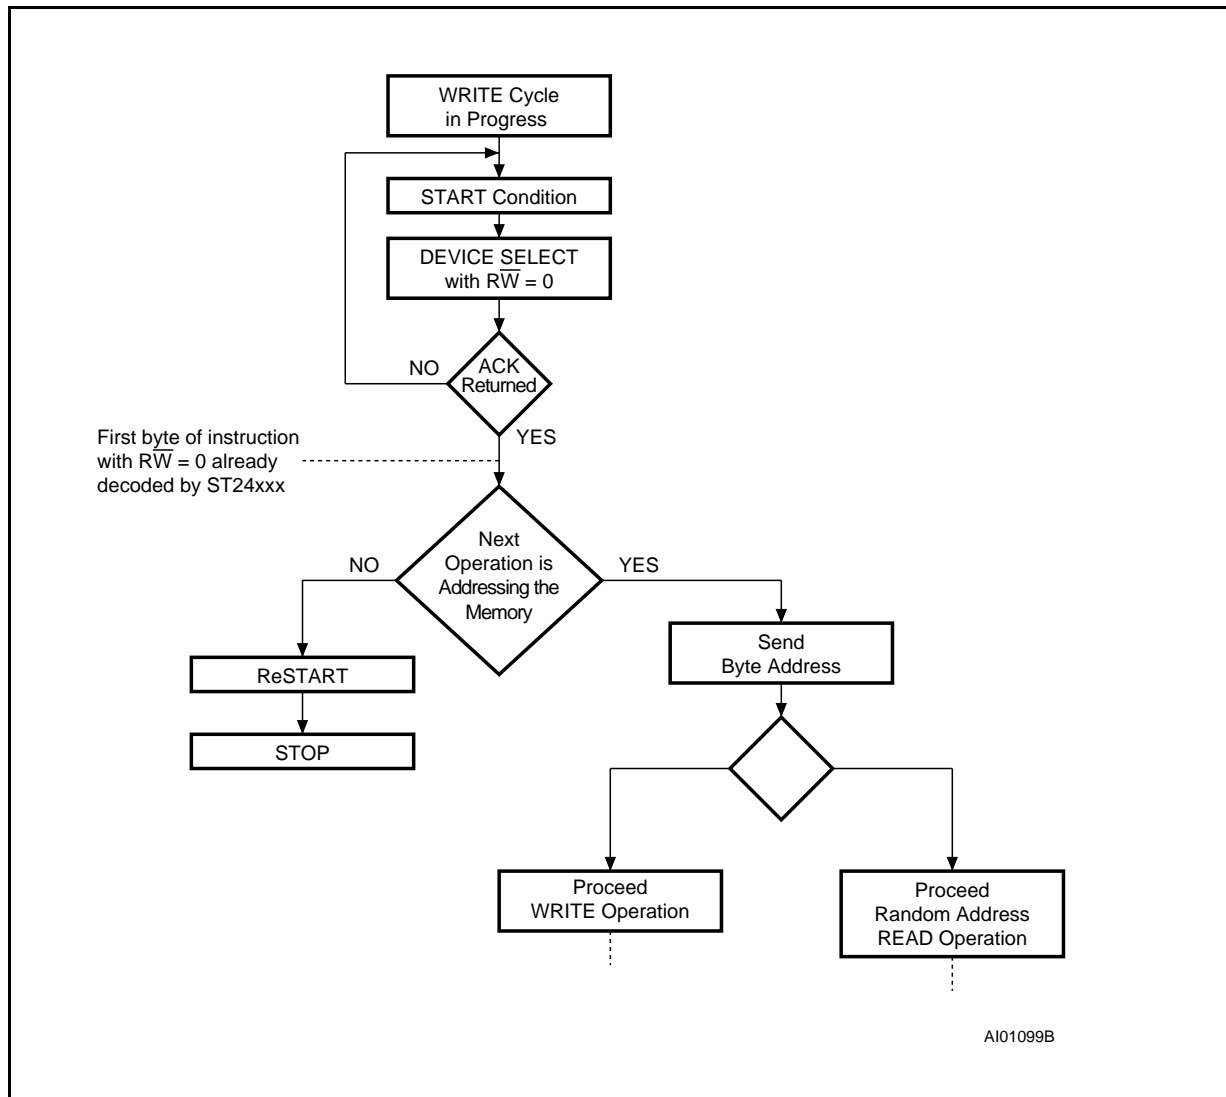 WRITE Cycle
in Progress
START Condition
DEVICE SELECT
with RW̅ = 0
NO
ACK
Returned
YES
First byte of instruction
with RW̅ = 0 already
decoded by ST24xxx
NO
Next
Operation is
Addressing the
Memory
YES
ReSTART
STOP
Send
Byte Address
Proceed
WRITE Operation
Proceed
Random Address
READ Operation
AI01099B